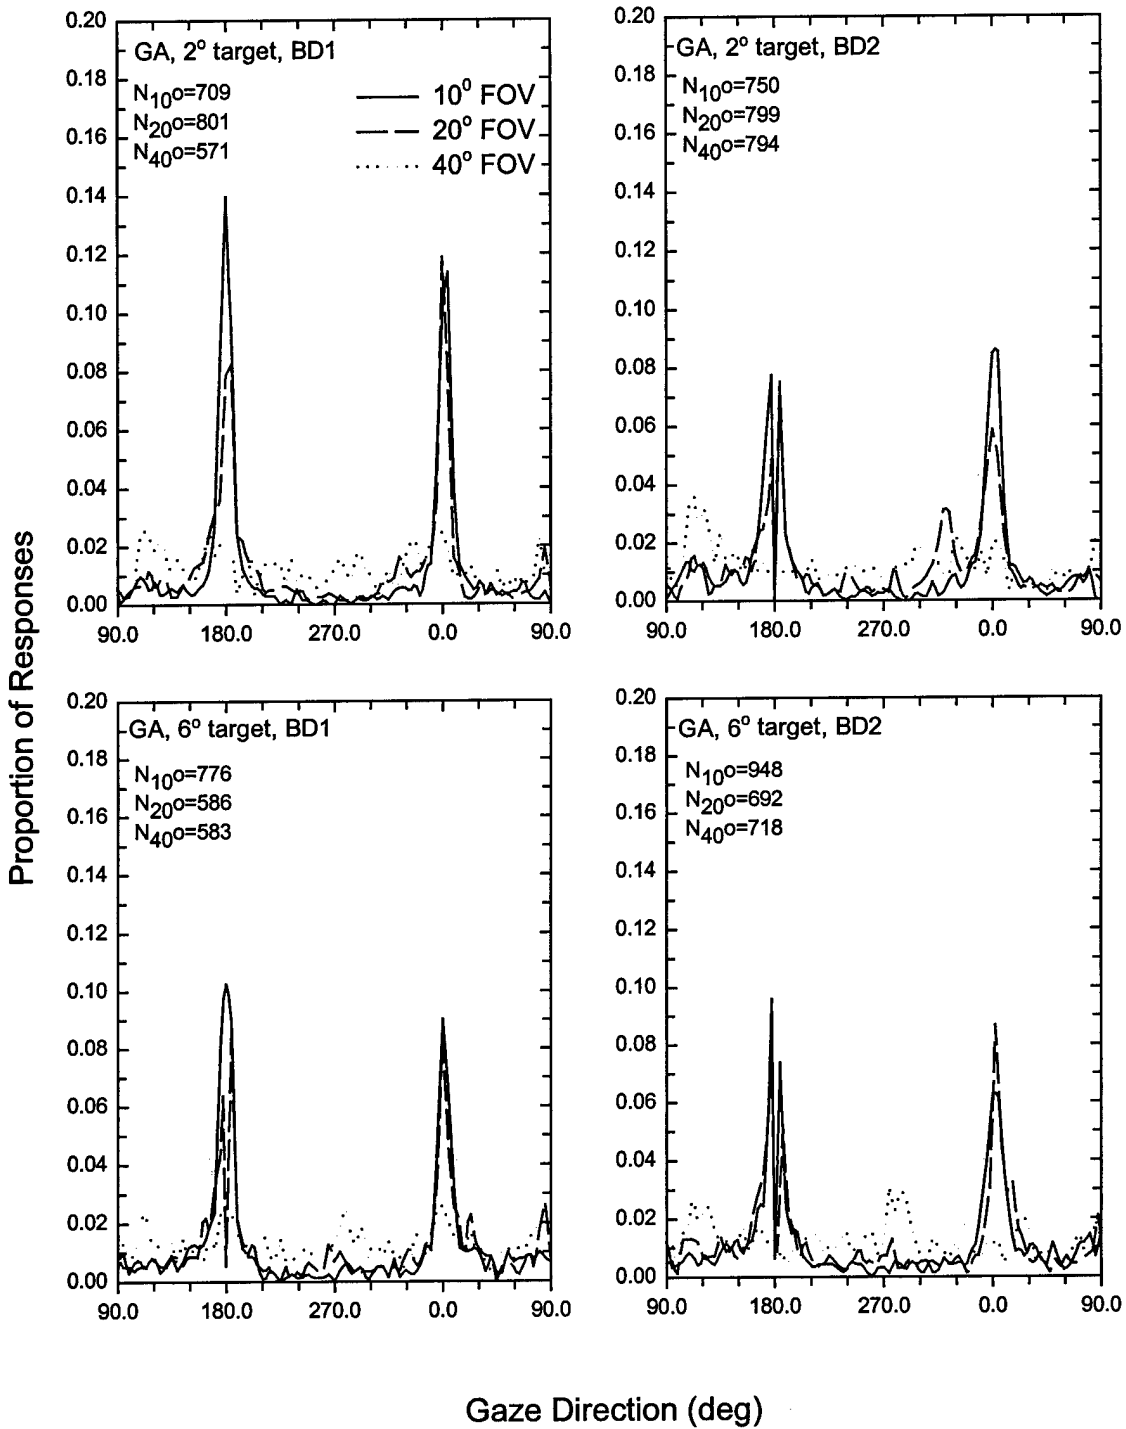 Proportion of Responses
GA, 2° target, BD1
N10o=709
N20o=801
N40o=571
10⁰ FOV
20° FOV
40° FOV
0.20
0.18
0.16
0.14
0.12
0.10
0.08
0.06
0.04
0.02
0.00
90.0 180.0 270.0 0.0 90.0
GA, 2° target, BD2
N10o=750
N20o=799
N40o=794
0.20
0.18
0.16
0.14
0.12
0.10
0.08
0.06
0.04
0.02
0.00
90.0 180.0 270.0 0.0 90.0
GA, 6° target, BD1
N10o=776
N20o=586
N40o=583
0.20
0.18
0.16
0.14
0.12
0.10
0.08
0.06
0.04
0.02
0.00
90.0 180.0 270.0 0.0 90.0
GA, 6° target, BD2
N10o=948
N20o=692
N40o=718
0.20
0.18
0.16
0.14
0.12
0.10
0.08
0.06
0.04
0.02
0.00
90.0 180.0 270.0 0.0 90.0
Gaze Direction (deg)